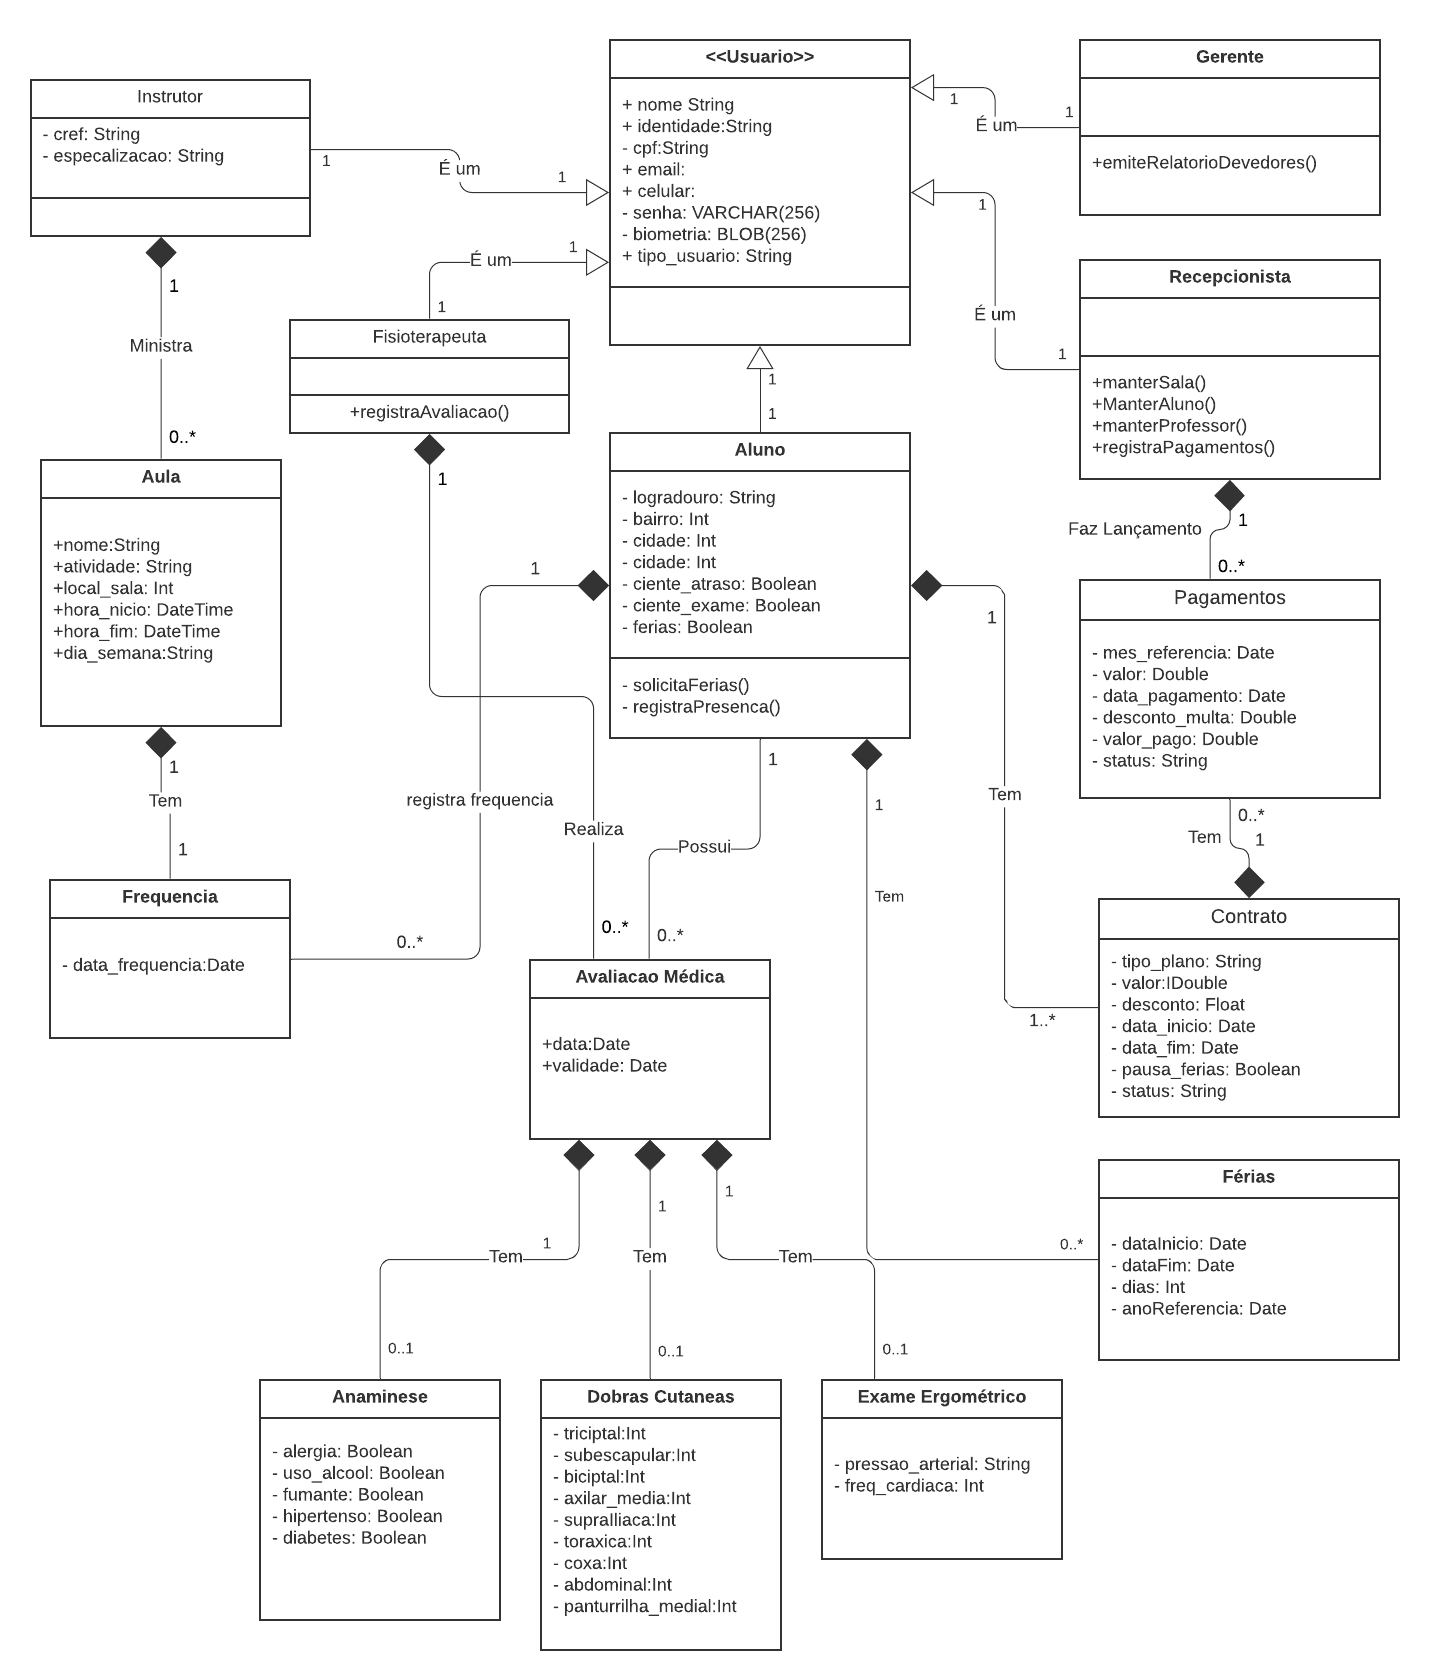 <<Usuario>>
+ nome String
+ identidade:String
- cpf:String
+ email:
+ celular:
- senha: VARCHAR(256)
- biometria: BLOB(256)
+ tipo_usuario: String
Gerente
+emiteRelatorioDevedores()
1
É um
1
Instrutor
- cref: String
- especalizacao: String
1
É um
1
1
É um
1
Fisioterapeuta
+registraAvaliacao()
1
É um
1
Recepcionista
+manterSala()
+ManterAluno()
+manterProfessor()
+registraPagamentos()
1
Ministra
0..*
1
1
Aluno
- logradouro: String
- bairro: Int
- cidade: Int
- cidade: Int
- ciente_atraso: Boolean
- ciente_exame: Boolean
- ferias: Boolean
- solicitaFerias()
- registraPresenca()
Aula
+nome:String
+atividade: String
+local_sala: Int
+hora_nicio: DateTime
+hora_fim: DateTime
+dia_semana:String
1
1
Faz Lançamento
0..*
Pagamentos
- mes_referencia: Date
- valor: Double
- data_pagamento: Date
- desconto_multa: Double
- valor_pago: Double
- status: String
1
registra frequencia
0..*
1
Tem
1..*
1
Tem
1
Frequencia
- data_frequencia:Date
Realiza
0..*
1
Possui
0..*
1
Tem
0..*
0..*
Tem
1
Contrato
- tipo_plano: String
- valor:IDouble
- desconto: Float
- data_inicio: Date
- data_fim: Date
- pausa_ferias: Boolean
- status: String
Avaliacao Médica
+data:Date
+validade: Date
Férias
- dataInicio: Date
- dataFim: Date
- dias: Int
- anoReferencia: Date
1
Tem
0..1
1
Tem
0..1
1
Tem
0..1
Anaminese
- alergia: Boolean
- uso_alcool: Boolean
- fumante: Boolean
- hipertenso: Boolean
- diabetes: Boolean
Dobras Cutaneas
- triciptal:Int
- subescapular:Int
- biciptal:Int
- axilar_media:Int
- supraIliaca:Int
- toraxica:Int
- coxa:Int
- abdominal:Int
- panturrilha_medial:Int
Exame Ergométrico
- pressao_arterial: String
- freq_cardiaca: Int